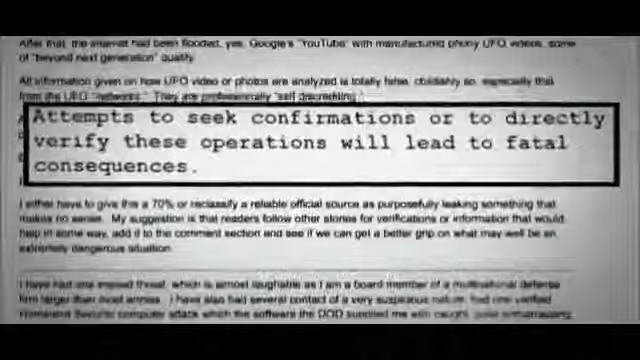 After that, the internet had been flooded, yes, Google's "YouTube" with manufactured phony UFO videos, some
of "beyond next generation" quality.
All information given on how UFO video or photos are analyzed is totally false, childishly so, especially that
from the UFO "networks." They are professionally "self discrediting."
Attempts to seek confirmations or to directly
verify these operations will lead to fatal
consequences.
I either have to give this a 70% or reclassify a reliable official source as purposefully leaking something that
makes no sense. My suggestion is that readers follow other stories for verifications or information that would
help in some way, add it to the comment section and see if we can get a better grip on what may well be an
extremely dangerous situation.
I have had one implied threat, which is almost laughable as I am a board member of a multinational defense
firm larger than most armies. I have also had several contact of a very suspicious nature, had one verified
Homeland Security computer attack which the software the DOD supplied me with caught,